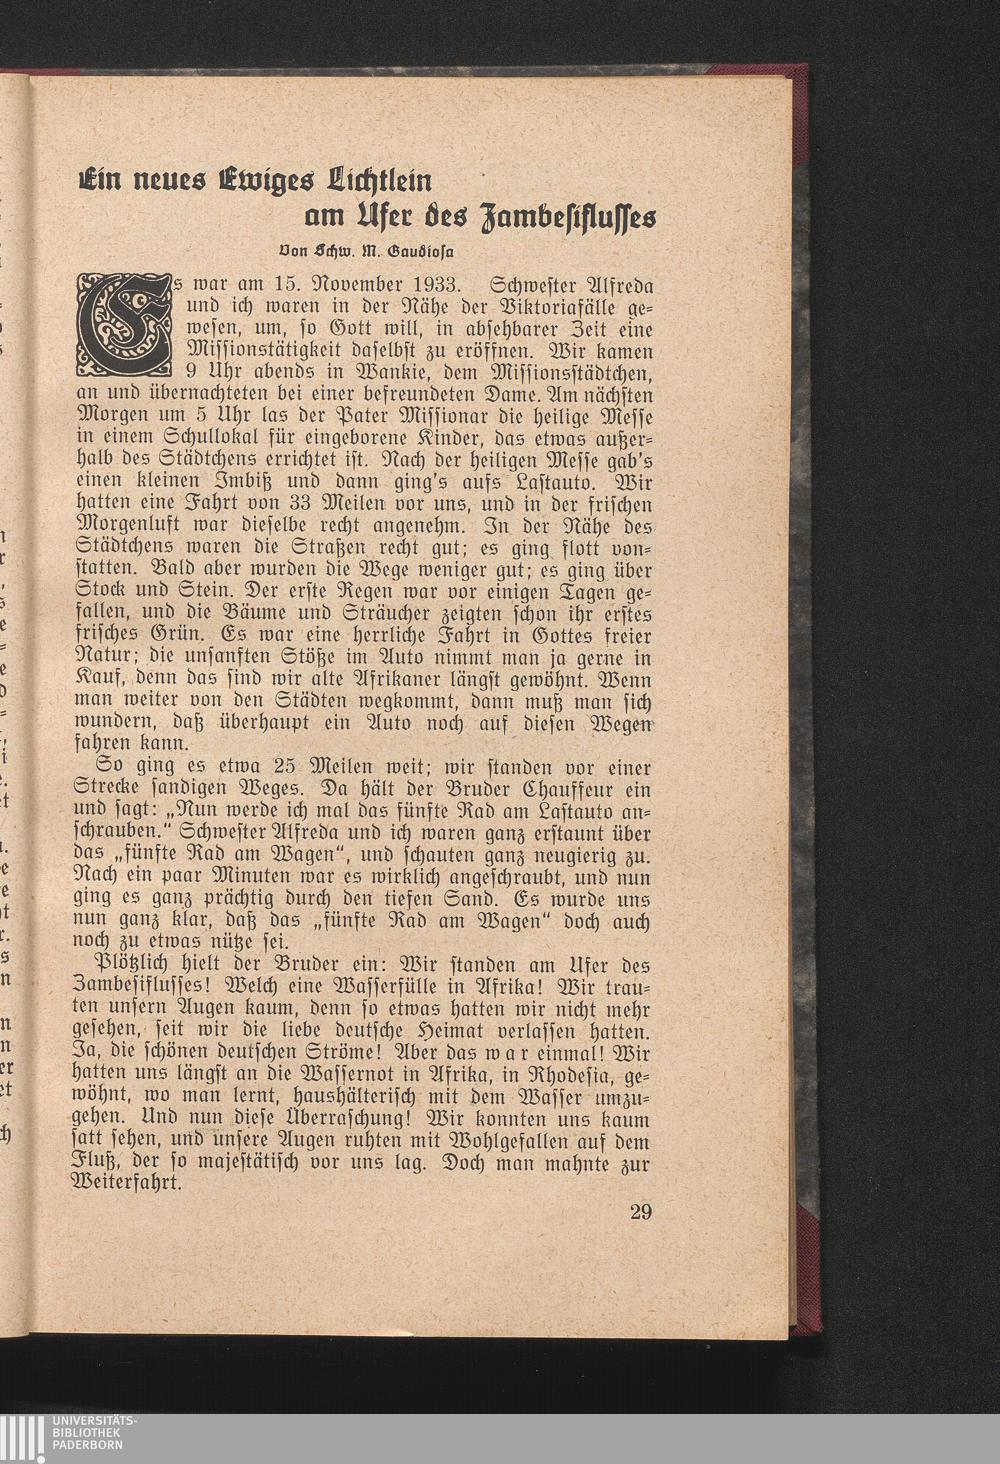 Ein neues Ewiges Lichtlein
am Ufer des Zambesiflusses
Von Schw. M. Gaudiosa
Es war am 15. November 1933. Schwester Alfreda
und ich waren in der Nähe der Viktoriafälle ge-
wesen, um, so Gott will, in absehbarer Zeit eine
Missionstätigkeit daselbst zu eröffnen. Wir kamen
9 Uhr abends in Wankie, dem Missionsstädtchen,
an und übernachteten bei einer befreundeten Dame. Am nächsten
Morgen um 5 Uhr las der Pater Missionar die heilige Messe
in einem Schullokal für eingeborene Kinder, das etwas außer-
halb des Städtchens errichtet ist. Nach der heiligen Messe gab's
einen kleinen Imbiß und dann ging's aufs Lastauto. Wir
hatten eine Fahrt von 33 Meilen vor uns, und in der frischen
Morgenluft war dieselbe recht angenehm. In der Nähe des
Städtchens waren die Straßen recht gut; es ging flott von-
statten. Bald aber wurden die Wege weniger gut; es ging über
Stock und Stein. Der erste Regen war vor einigen Tagen ge-
fallen, und die Bäume und Sträucher zeigten schon ihr erstes
frisches Grün. Es war eine herrliche Fahrt in Gottes freier
Natur; die unsanften Stöße im Auto nimmt man ja gerne in
Kauf, denn das sind wir alte Afrikaner längst gewöhnt. Wenn
man weiter von den Städten wegkommt, dann muß man sich
wundern, daß überhaupt ein Auto noch auf diesen Wegen
fahren kann.
So ging es etwa 25 Meilen weit; wir standen vor einer
Strecke sandigen Weges. Da hält der Bruder Chauffeur ein
und sagt: „Nun werde ich mal das fünfte Rad am Lastauto an-
schrauben." Schwester Alfreda und ich waren ganz erstaunt über
das „fünfte Rad am Wagen", und schauten ganz neugierig zu.
Nach ein paar Minuten war es wirklich angeschraubt, und nun
ging es ganz prächtig durch den tiefen Sand. Es wurde uns
nun ganz klar, daß das „fünfte Rad am Wagen" doch auch
noch zu etwas nütze sei.
Plötzlich hielt der Bruder ein: Wir standen am Ufer des
Zambesiflusses! Welch eine Wasserfülle in Afrika! Wir trau-
ten unsern Augen kaum, denn so etwas hatten wir nicht mehr
gesehen, seit wir die liebe deutsche Heimat verlassen hatten.
Ja, die schönen deutschen Ströme! Aber das war einmal! Wir
hatten uns längst an die Wassernot in Afrika, in Rhodesia, ge-
wöhnt, wo man lernt, haushälterisch mit dem Wasser umzu-
gehen. Und nun diese Überraschung! Wir konnten uns kaum
satt sehen, und unsere Augen ruhten mit Wohlgefallen auf dem
Fluß, der so majestätisch vor uns lag. Doch man mahnte zur
Weiterfahrt.
29
UNIVERSITÄTS-
BIBLIOTHEK
PADERBORN